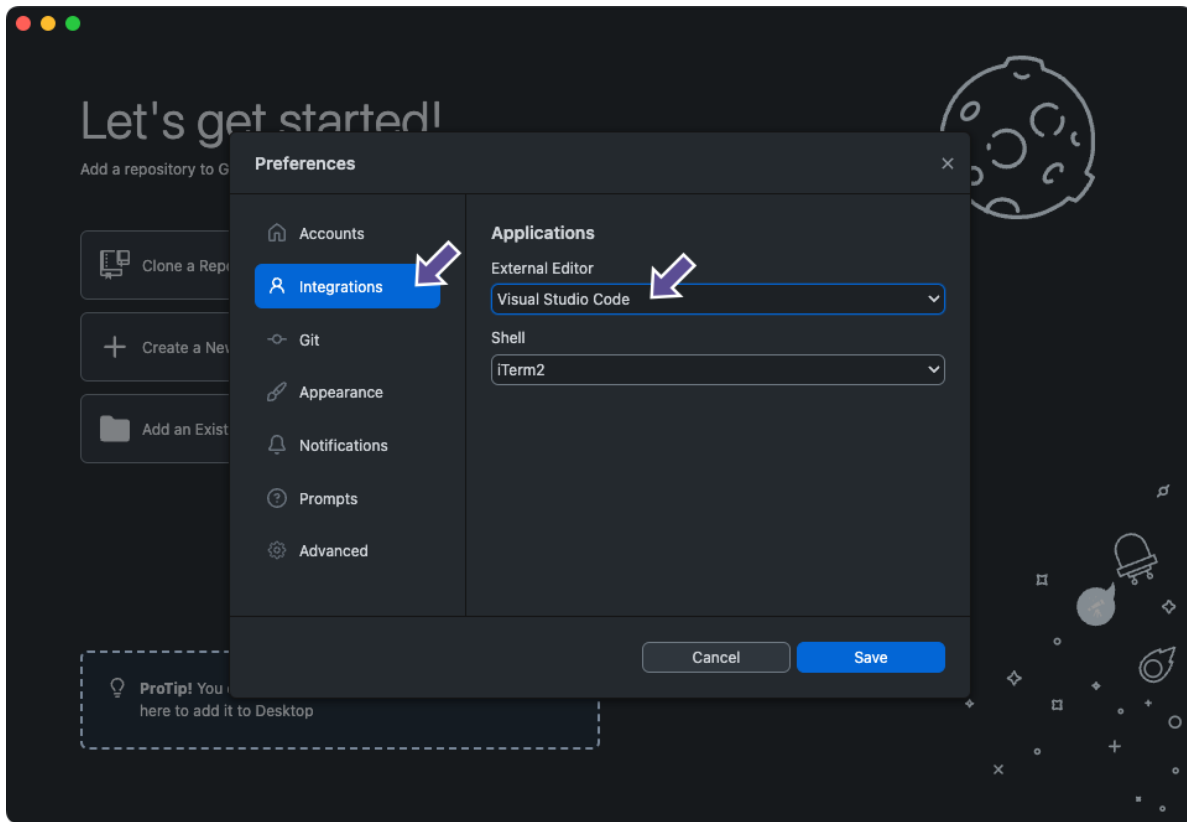 Let's get started!
Add a repository to G
Clone a Repo
Create a New
Add an Exist
ProTip! You
here to add it to Desktop
Preferences
Accounts
Integrations
Git
Appearance
Notifications
Prompts
Advanced
Applications
External Editor
Visual Studio Code
Shell
iTerm2
Cancel
Save